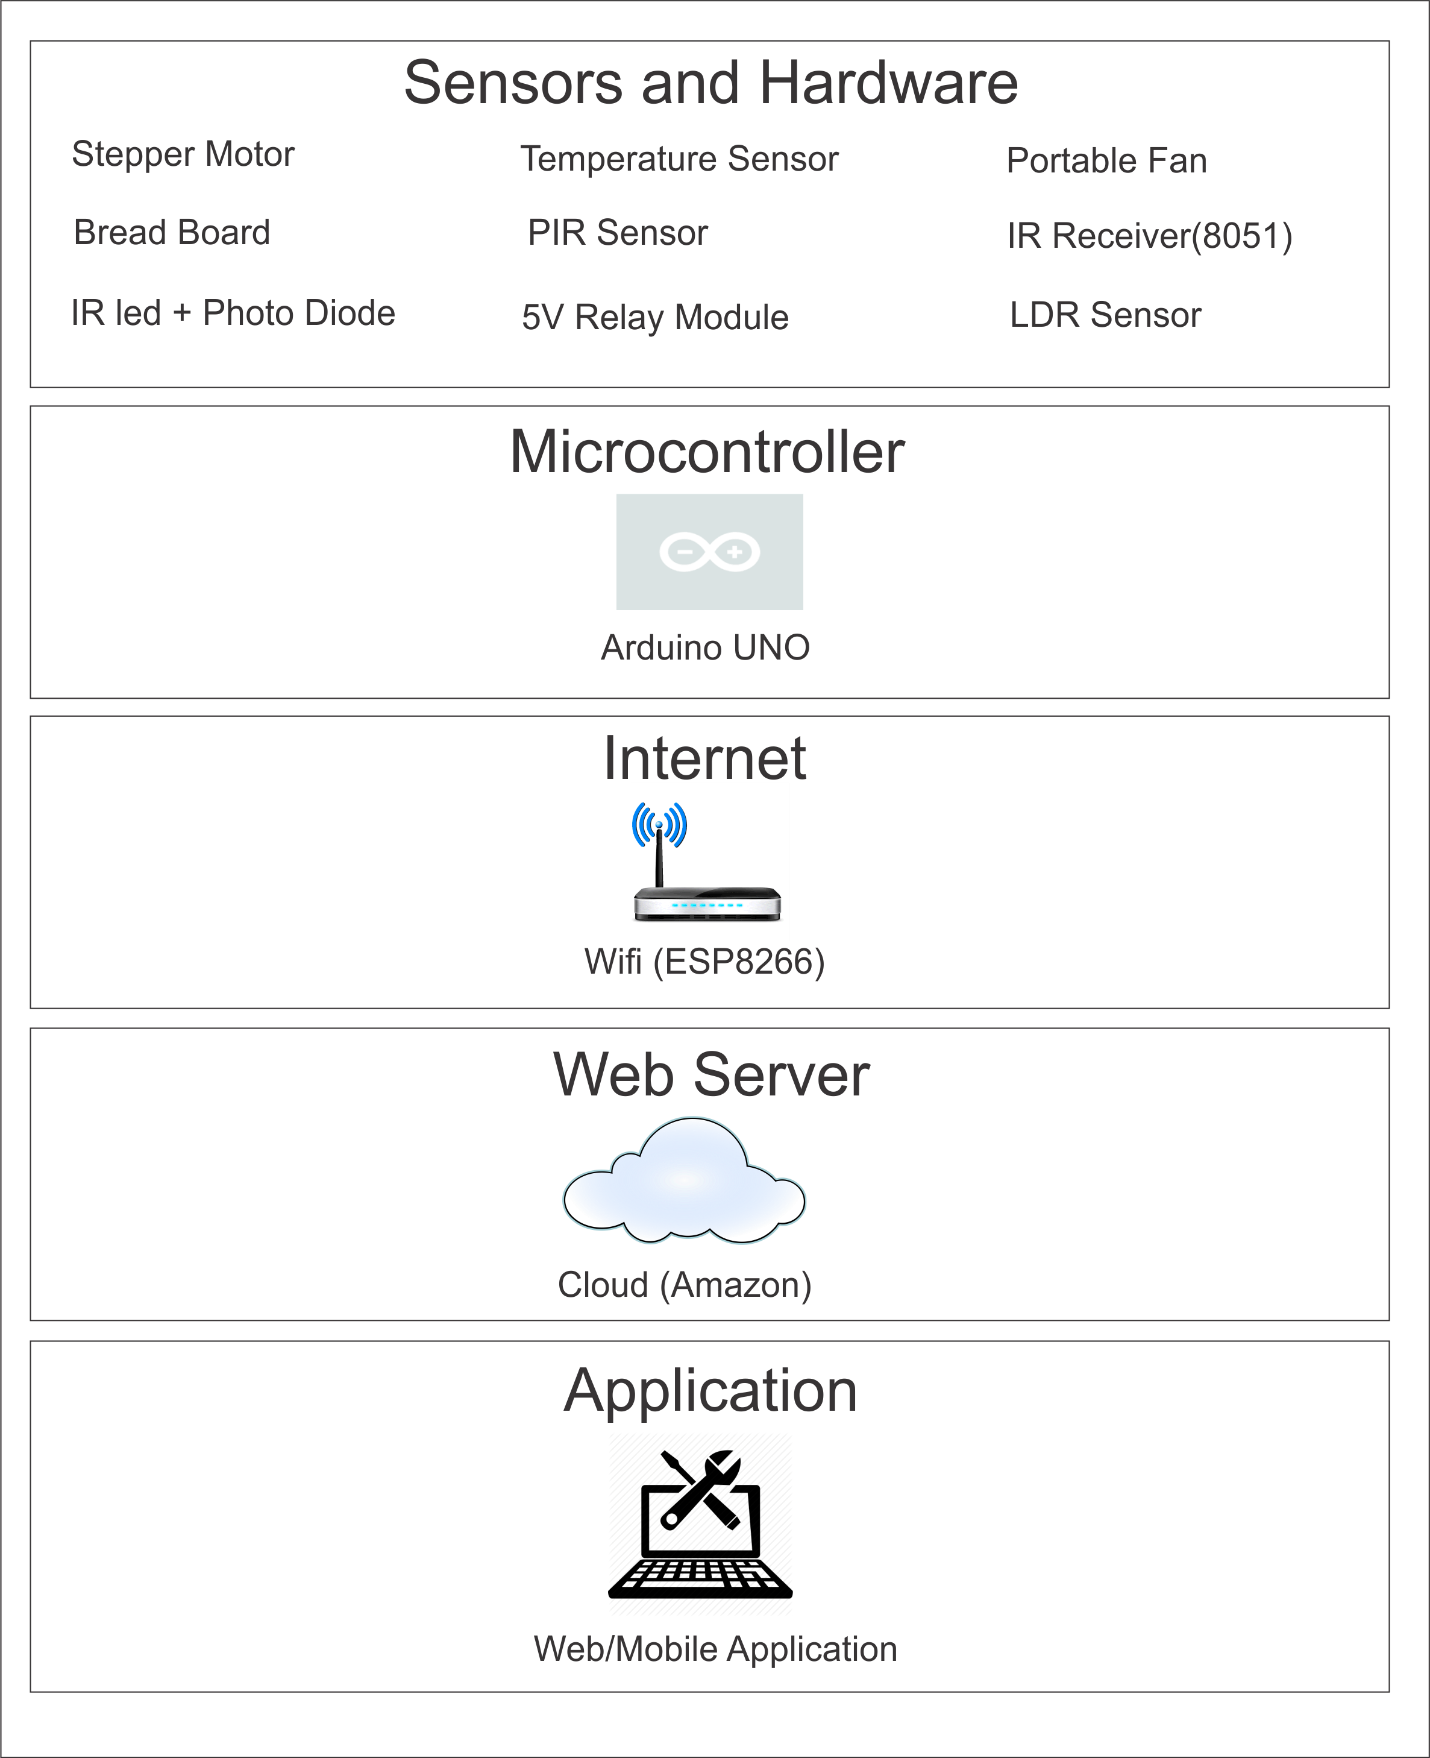 Sensors and Hardware
Stepper Motor
Temperature Sensor
Portable Fan
Bread Board
PIR Sensor
IR Receiver(8051)
IR led + Photo Diode
5V Relay Module
LDR Sensor
Microcontroller
Arduino UNO
Internet
Wifi (ESP8266)
Web Server
Cloud (Amazon)
Application
Web/Mobile Application